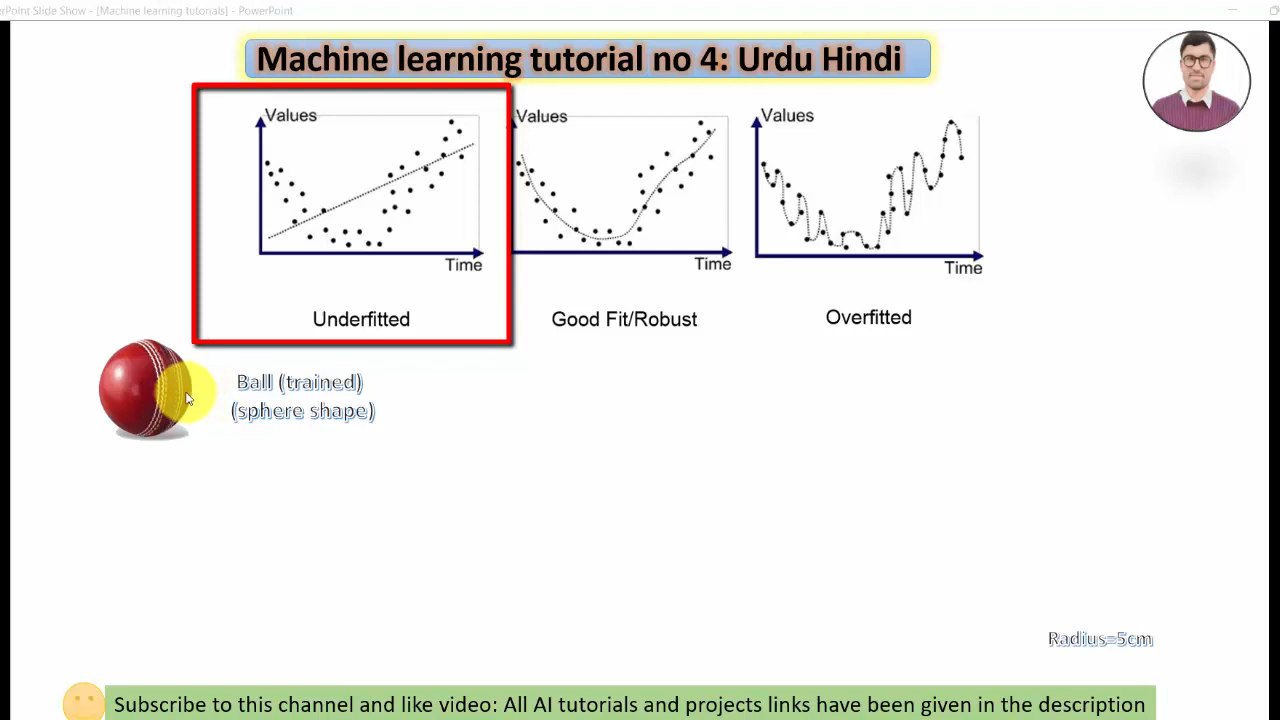 PowerPoint Slide Show - [Machine learning tutorials] - PowerPoint
Machine learning tutorial no 4: Urdu Hindi
Values
Values
Values
Time
Time
Time
Underfitted
Good Fit/Robust
Overfitted
Ball (trained)
(sphere shape)
Radius=5cm
Subscribe to this channel and like video: All AI tutorials and projects links have been given in the description